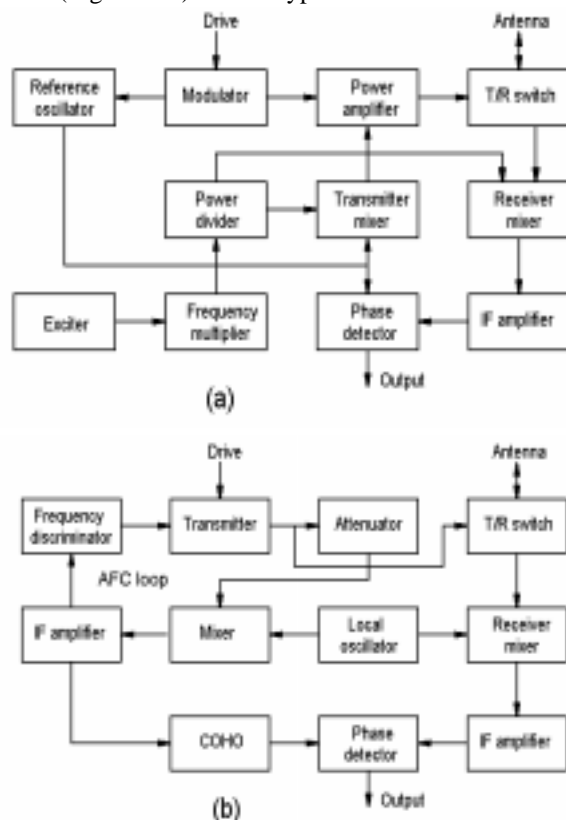 Drive
Antenna
Reference
oscillator
Modulator
Power
amplifier
T/R switch
Power
divider
Transmitter
mixer
Receiver
mixer
Exciter
Frequency
multiplier
Phase
detector
IF amplifier
Output
(a)
Drive
Antenna
Frequency
discriminator
Transmitter
Attenuator
T/R switch
AFC loop
IF amplifier
Mixer
Local
oscillator
Receiver
mixer
COHO
Phase
detector
IF amplifier
Output
(b)